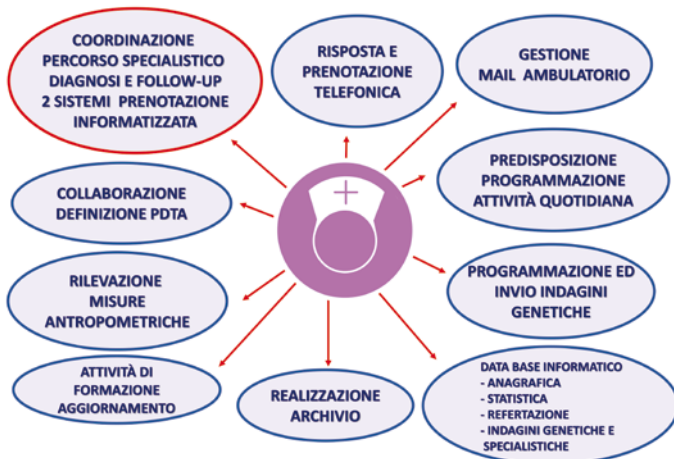 COORDINAZIONE
PERCORSO SPECIALISTICO
DIAGNOSI E FOLLOW-UP
2 SISTEMI PRENOTAZIONE
INFORMATIZZATA
RISPOSTA E
PRENOTAZIONE
TELEFONICA
GESTIONE
MAIL AMBULATORIO
COLLABORAZIONE
DEFINIZIONE PDTA
PREDISPOSIZIONE
PROGRAMMAZIONE
ATTIVITÀ QUOTIDIANA
RILEVAZIONE
MISURE
ANTROPOMETRICHE
PROGRAMMAZIONE ED
INVIO INDAGINI
GENETICHE
ATTIVITÀ DI
FORMAZIONE
AGGIORNAMENTO
REALIZZAZIONE
ARCHIVIO
DATA BASE INFORMATICO
- ANAGRAFICA
- STATISTICA
- REFERTAZIONE
- INDAGINI GENETICHE E
SPECIALISTICHE